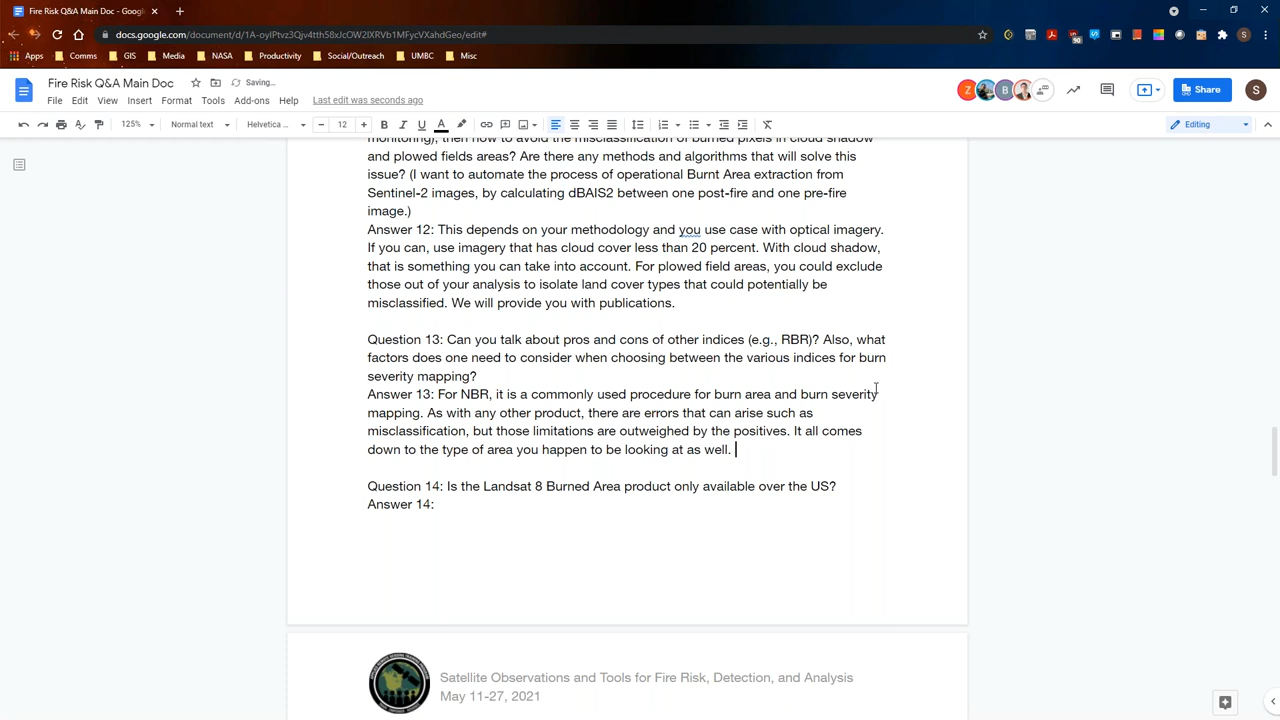 Fire Risk Q&A Main Doc - Googl
docs.google.com/document/d/1A-oyIPtvz3Qjv4tth58xJcOW2IXRVb1MFycVXahdGeo/edit#
Apps Comms GIS Media NASA Productivity Social/Outreach UMBC Misc
Fire Risk Q&A Main Doc Saving...
File Edit View Insert Format Tools Add-ons Help Last edit was seconds ago
Z B Share S
125% Normal text Helvetica ... 12 B I U A Editing
monitoring), then how to avoid the misclassification of burned pixels in cloud shadow
and plowed fields areas? Are there any methods and algorithms that will solve this
issue? (I want to automate the process of operational Burnt Area extraction from
Sentinel-2 images, by calculating dBAIS2 between one post-fire and one pre-fire
image.)
Answer 12: This depends on your methodology and you use case with optical imagery.
If you can, use imagery that has cloud cover less than 20 percent. With cloud shadow,
that is something you can take into account. For plowed field areas, you could exclude
those out of your analysis to isolate land cover types that could potentially be
misclassified. We will provide you with publications.
Question 13: Can you talk about pros and cons of other indices (e.g., RBR)? Also, what
factors does one need to consider when choosing between the various indices for burn
severity mapping?
Answer 13: For NBR, it is a commonly used procedure for burn area and burn severity
mapping. As with any other product, there are errors that can arise such as
misclassification, but those limitations are outweighed by the positives. It all comes
down to the type of area you happen to be looking at as well.
Question 14: Is the Landsat 8 Burned Area product only available over the US?
Answer 14:
Satellite Observations and Tools for Fire Risk, Detection, and Analysis
May 11-27, 2021